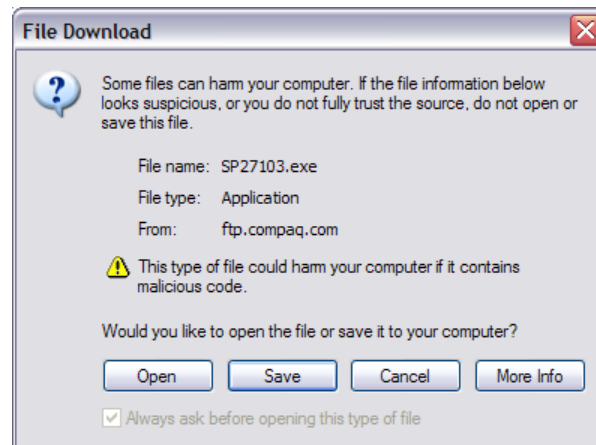 File Download
Some files can harm your computer. If the file information below
looks suspicious, or you do not fully trust the source, do not open or
save this file.
File name: SP27103.exe
File type: Application
From: ftp.compaq.com
This type of file could harm your computer if it contains
malicious code.
Would you like to open the file or save it to your computer?
Open Save Cancel More Info
Always ask before opening this type of file